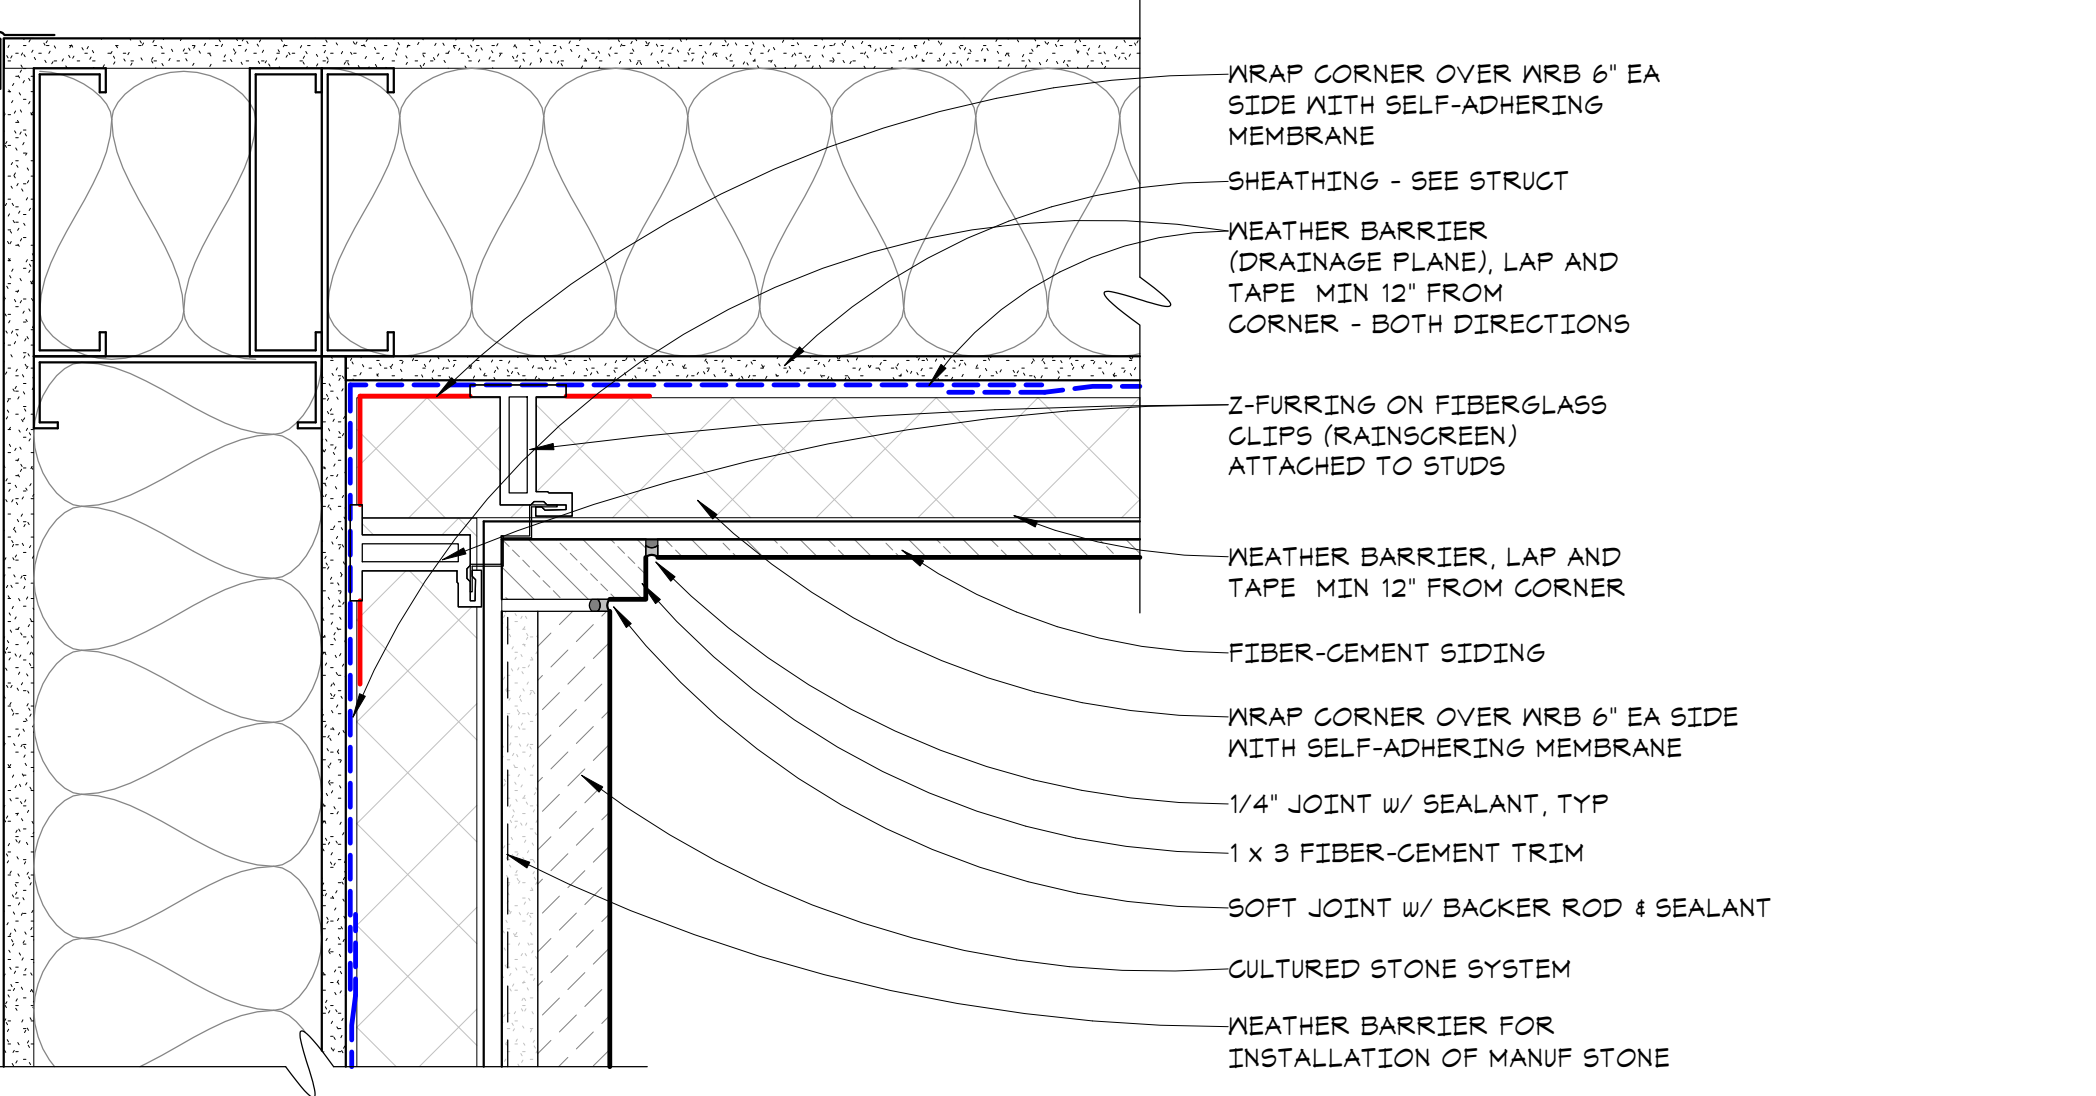 WRAP CORNER OVER WRB 6" EA
SIDE WITH SELF-ADHERING
MEMBRANE
SHEATHING - SEE STRUCT
WEATHER BARRIER
(DRAINAGE PLANE), LAP AND
TAPE MIN 12" FROM
CORNER - BOTH DIRECTIONS
Z-FURRING ON FIBERGLASS
CLIPS (RAINSCREEN)
ATTACHED TO STUDS
WEATHER BARRIER, LAP AND
TAPE MIN 12" FROM CORNER
FIBER-CEMENT SIDING
WRAP CORNER OVER WRB 6" EA SIDE
WITH SELF-ADHERING MEMBRANE
1/4" JOINT W/ SEALANT, TYP
1 x 3 FIBER-CEMENT TRIM
SOFT JOINT W/ BACKER ROD & SEALANT
CULTURED STONE SYSTEM
WEATHER BARRIER FOR
INSTALLATION OF MANUF STONE